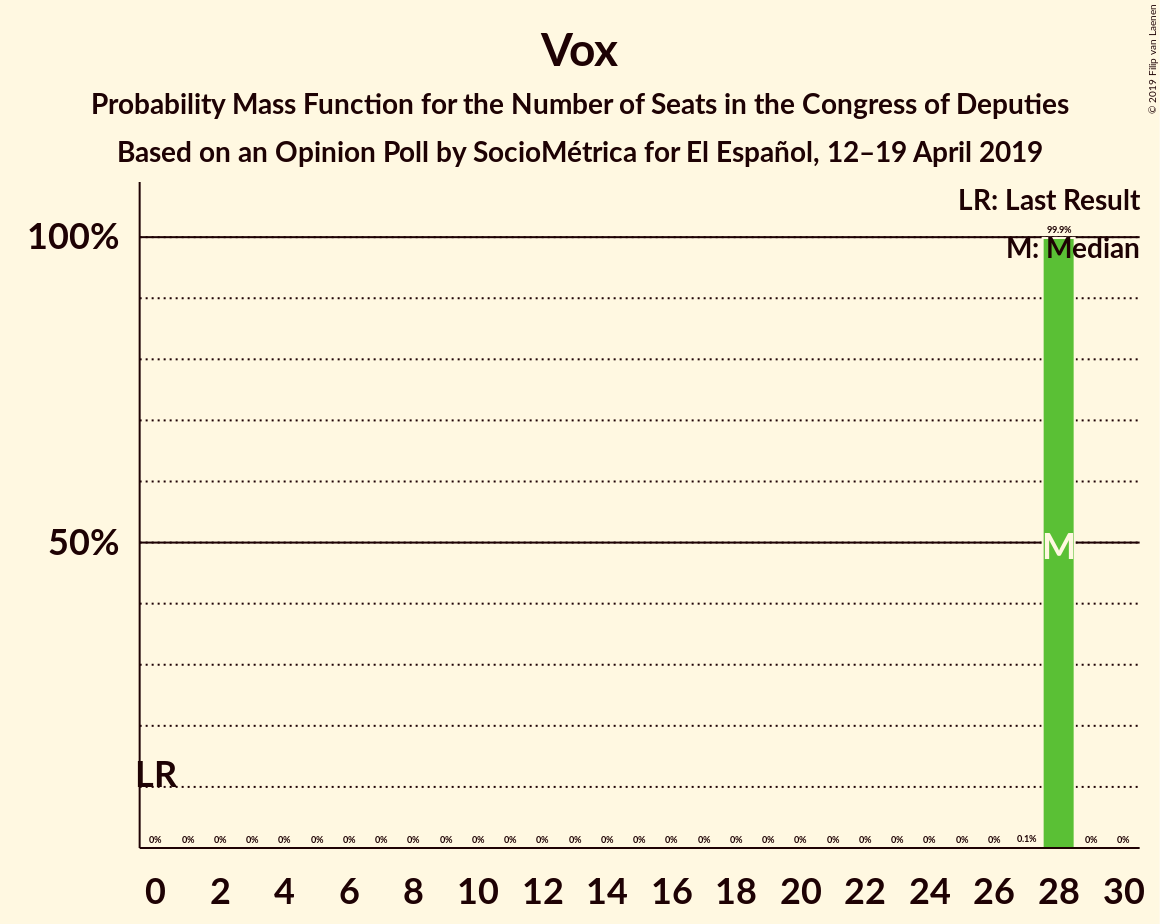 Vox
Probability Mass Function for the Number of Seats in the Congress of Deputies
Based on an Opinion Poll by SocioMétrica for El Español, 12–19 April 2019
© 2019 Filip van Laenen
LR: Last Result
M: Median
100%
50%
99.9%
M
LR
0% 0% 0% 0% 0% 0% 0% 0% 0% 0% 0% 0% 0% 0% 0% 0% 0% 0% 0% 0% 0% 0% 0% 0% 0% 0% 0% 0.1% 0% 0%
0 2 4 6 8 10 12 14 16 18 20 22 24 26 28 30